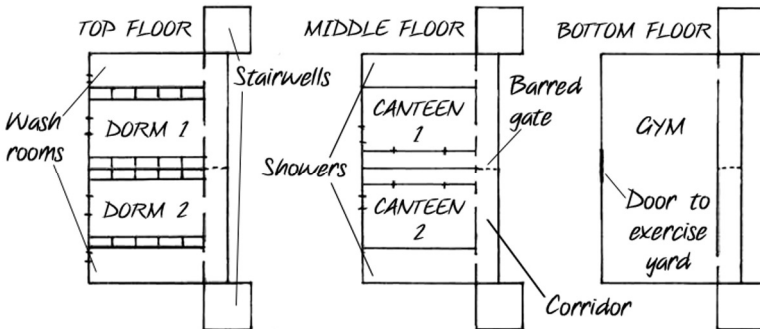 TOP FLOOR
Stairwells
Wash
rooms
DORM 1
DORM 2
MIDDLE FLOOR
CANTEEN
1
Barred
gate
Showers
CANTEEN
2
Corridor
BOTTOM FLOOR
GYM
Door to
exercise
yard